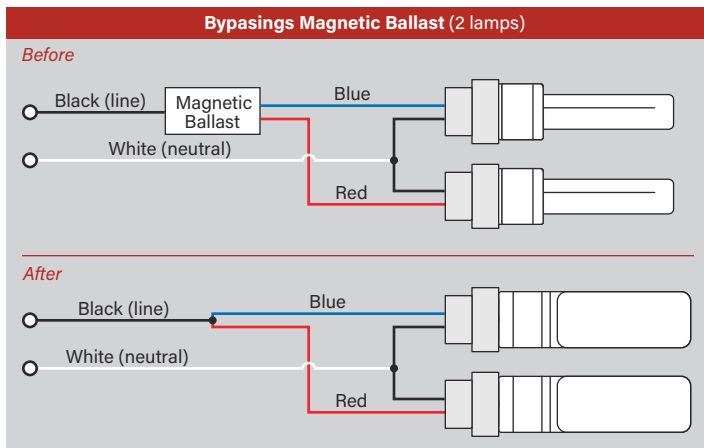 Bypasings Magnetic Ballast (2 lamps)
Before
Black (line)
Magnetic
Ballast
Blue
White (neutral)
Red
After
Black (line)
Blue
White (neutral)
Red